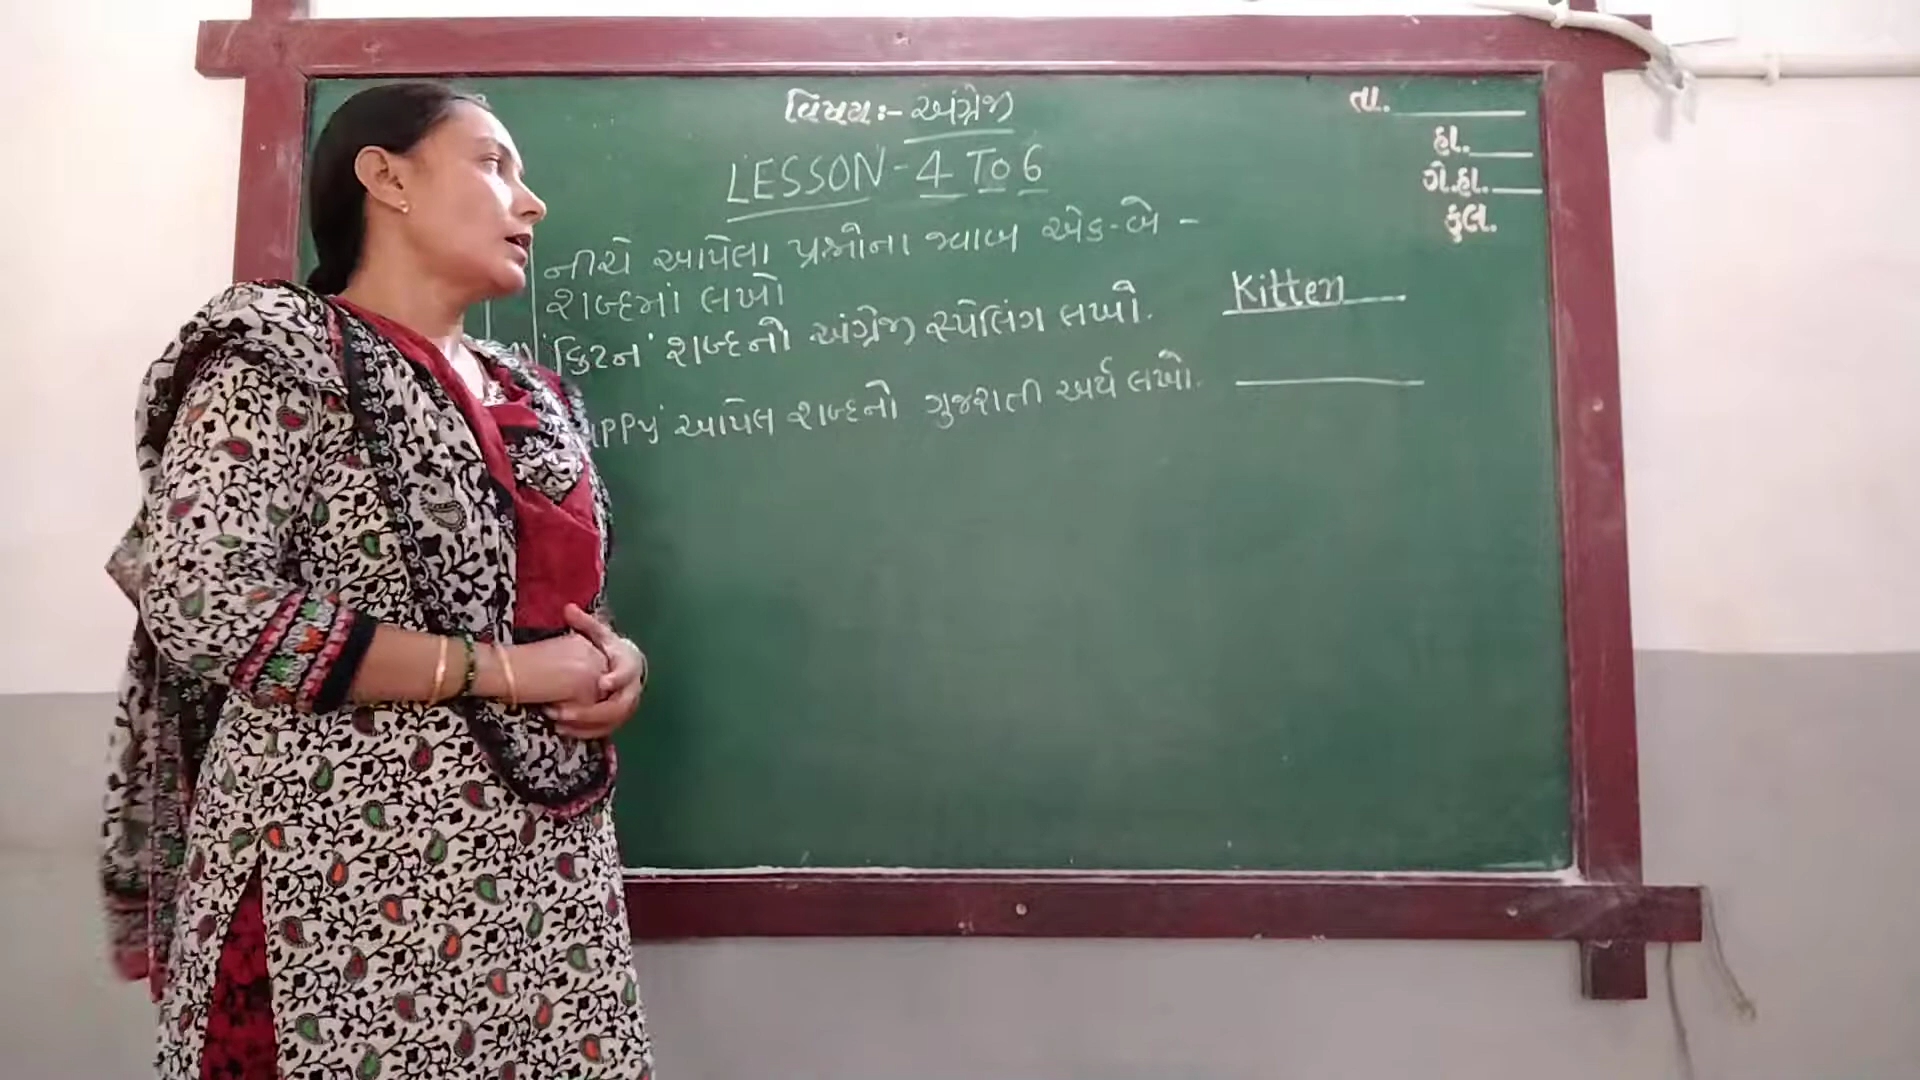 વિષય:- અંગ્રેજી
તા.
LESSON-4 To 6
હા.
ગે.હા.
કુલ.
નીચે આપેલા પ્રશ્નોના જવાબ એક-બે -
શબ્દમાં લખો
'કિટન' શબ્દનો અંગ્રેજી સ્પેલિંગ લખો. Kitten
આપેલ શબ્દનો ગુજરાતી અર્થ લખો.